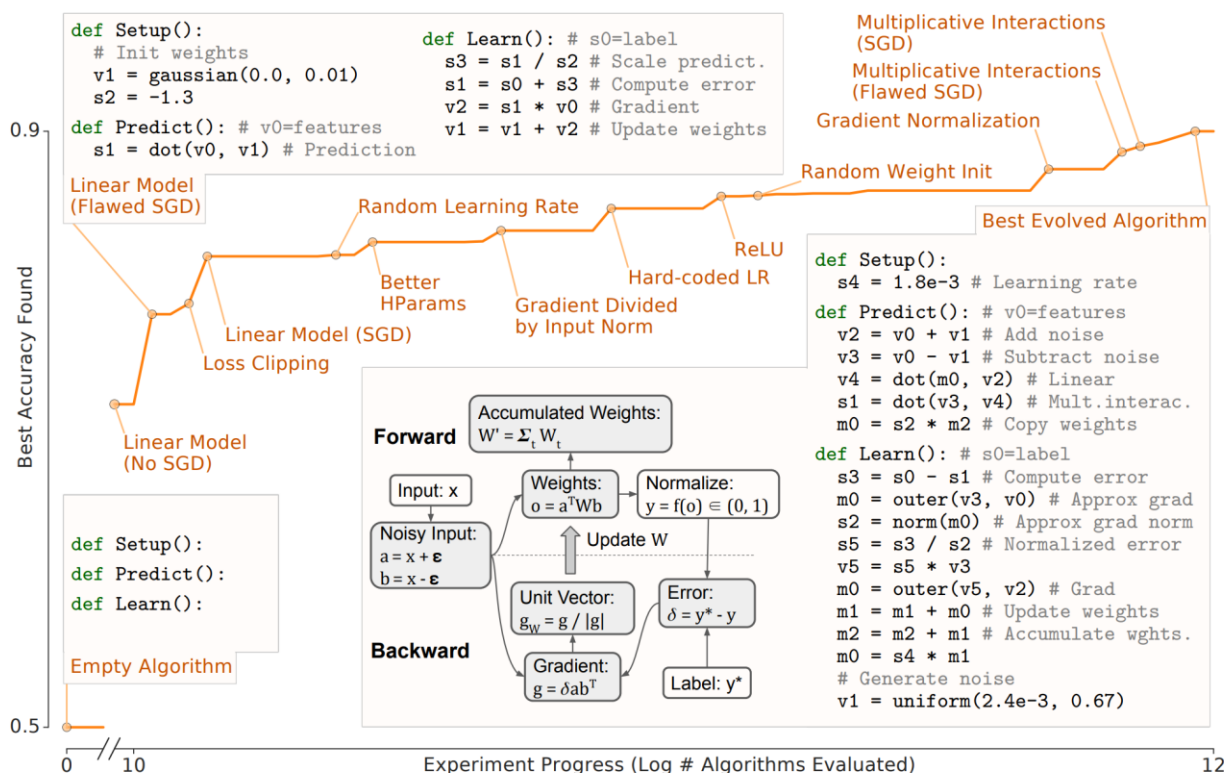 def Setup():
# Init weights
v1 = gaussian(0.0, 0.01)
s2 = -1.3
def Predict(): # v0=features
s1 = dot(v0, v1) # Prediction
def Learn(): # s0=label
s3 = s1 / s2 # Scale predict.
s1 = s0 + s3 # Compute error
v2 = s1 * v0 # Gradient
v1 = v1 + v2 # Update weights
Linear Model
(Flawed SGD)
Multiplicative Interactions
(SGD)
Multiplicative Interactions
(Flawed SGD)
Gradient Normalization
Random Weight Init
Random Learning Rate
Best Evolved Algorithm
ReLU
Hard-coded LR
Better
HParams
Gradient Divided
by Input Norm
Linear Model (SGD)
Loss Clipping
Linear Model
(No SGD)
0.9
Best Accuracy Found
0.5
def Setup():
def Predict():
def Learn():
Empty Algorithm
Forward
Accumulated Weights:
W' = Σt Wt
Input: x
Weights:
o = aᵀWb
Normalize:
y = f(o) ∈ (0, 1)
Noisy Input:
a = x + ε
b = x - ε
Update W
Unit Vector:
gW = g / |g|
Error:
δ = y* - y
Backward
Gradient:
g = δabᵀ
Label: y*
def Setup():
s4 = 1.8e-3 # Learning rate
def Predict(): # v0=features
v2 = v0 + v1 # Add noise
v3 = v0 - v1 # Subtract noise
v4 = dot(m0, v2) # Linear
s1 = dot(v3, v4) # Mult.interac.
m0 = s2 * m2 # Copy weights
def Learn(): # s0=label
s3 = s0 - s1 # Compute error
m0 = outer(v3, v0) # Approx grad
s2 = norm(m0) # Approx grad norm
s5 = s3 / s2 # Normalized error
v5 = s5 * v3
m0 = outer(v5, v2) # Grad
m1 = m1 + m0 # Update weights
m2 = m2 + m1 # Accumulate wghts.
m0 = s4 * m1
# Generate noise
v1 = uniform(2.4e-3, 0.67)
0
10
Experiment Progress (Log # Algorithms Evaluated)
12